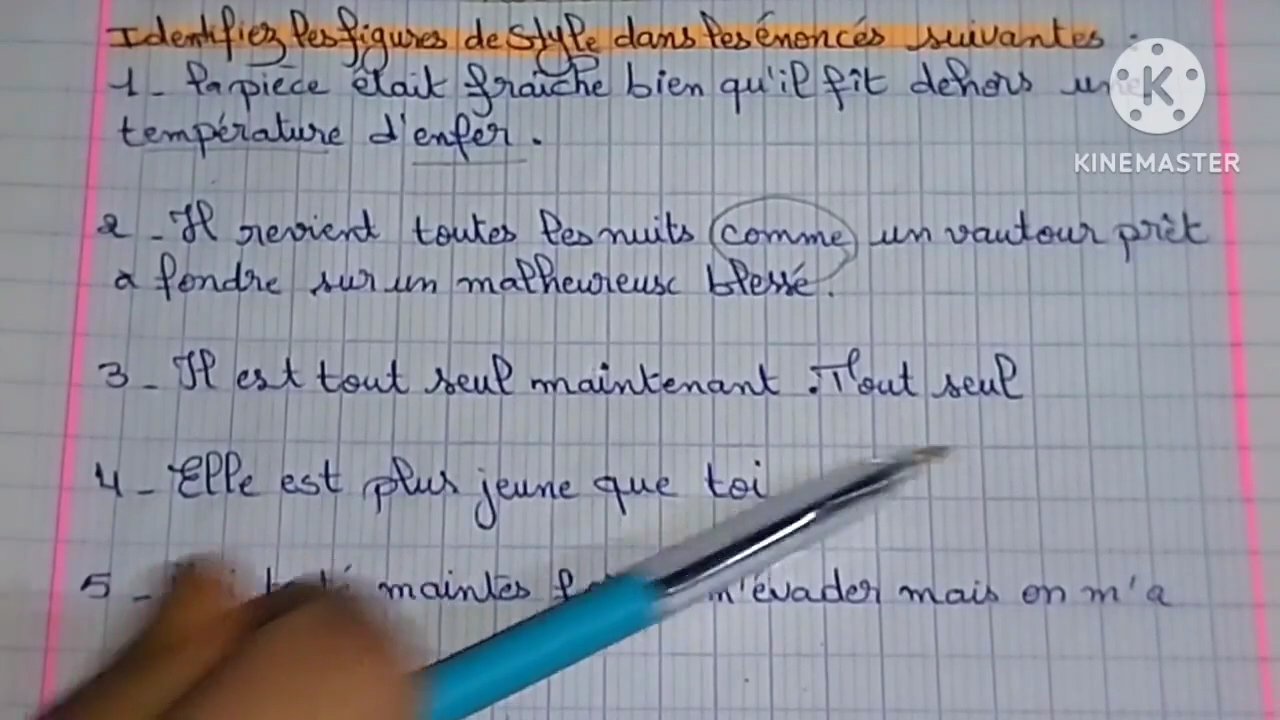 Identifiez les figures de style dans les énoncés suivantes :
1 - la pièce était fraîche bien qu'il fît dehors une
température d'enfer.
KINEMASTER
2 - Il revient toutes les nuits comme un vautour prêt
a fondre sur un malheureux blessé.
3 - Il est tout seul maintenant. Tout seul
4 - Elle est plus jeune que toi
5 - maintes m'évader mais on m'a